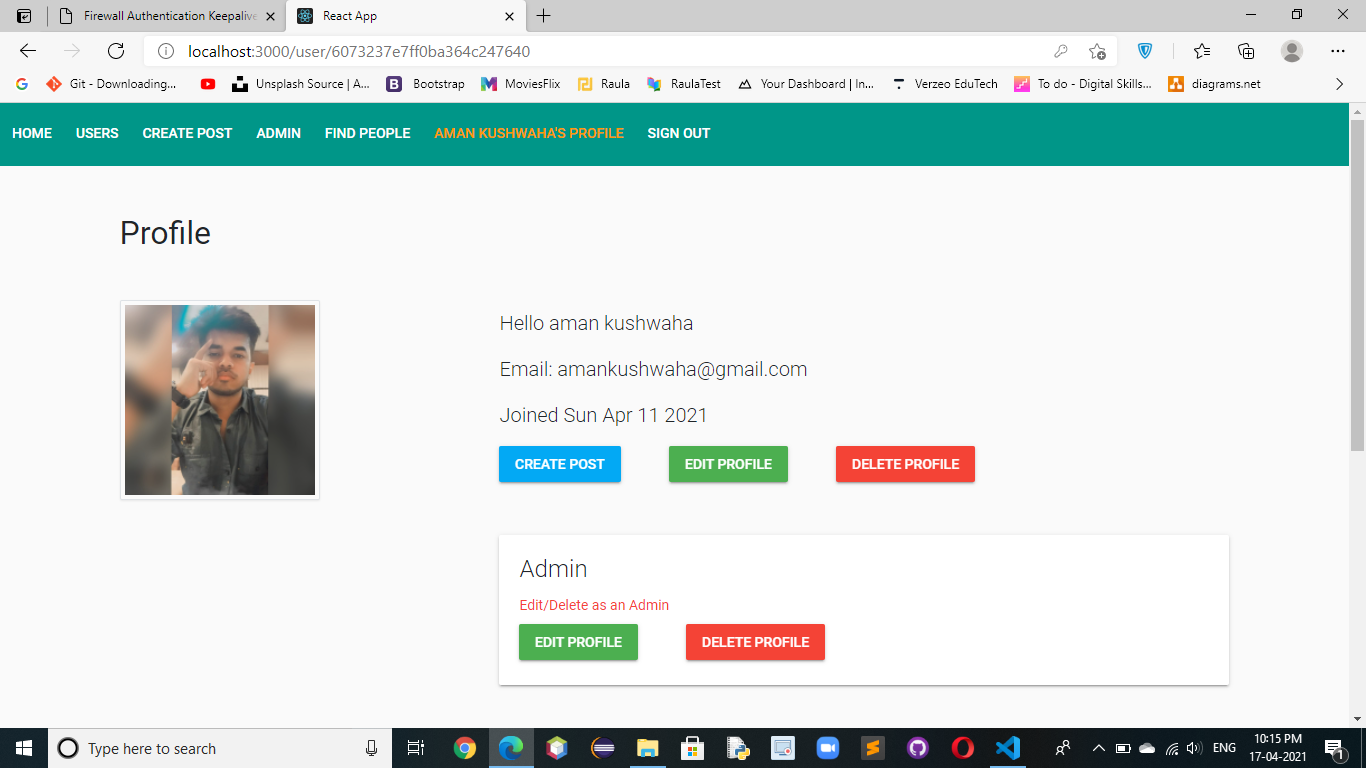 Firewall Authentication Keepalive
React App
localhost:3000/user/6073237e7ff0ba364c247640
Git - Downloading...
Unsplash Source | A...
Bootstrap
MoviesFlix
Raula
RaulaTest
Your Dashboard | In...
Verzeo EduTech
To do - Digital Skills...
diagrams.net
HOME
USERS
CREATE POST
ADMIN
FIND PEOPLE
AMAN KUSHWAHA'S PROFILE
SIGN OUT
Profile
Hello aman kushwaha
Email: amankushwaha@gmail.com
Joined Sun Apr 11 2021
CREATE POST
EDIT PROFILE
DELETE PROFILE
Admin
Edit/Delete as an Admin
EDIT PROFILE
DELETE PROFILE
Type here to search
ENG
10:15 PM
17-04-2021
1